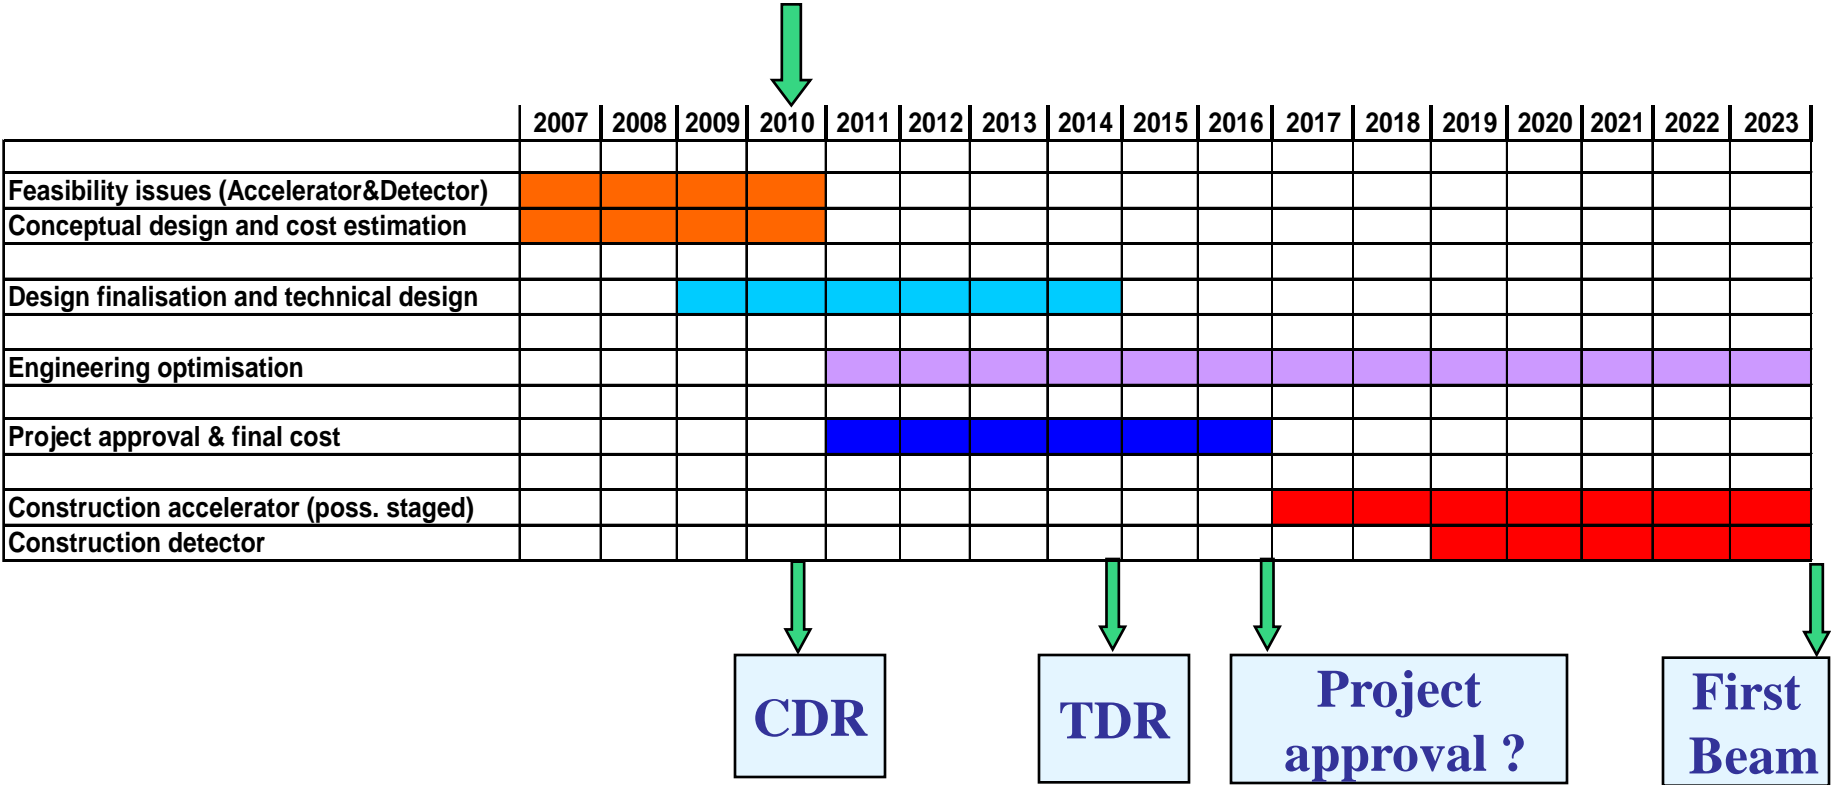 2007 2008 2009 2010 2011 2012 2013 2014 2015 2016 2017 2018 2019 2020 2021 2022 2023
Feasibility issues (Accelerator&Detector)
Conceptual design and cost estimation
Design finalisation and technical design
Engineering optimisation
Project approval & final cost
Construction accelerator (poss. staged)
Construction detector
CDR
TDR
Project
approval ?
First
Beam